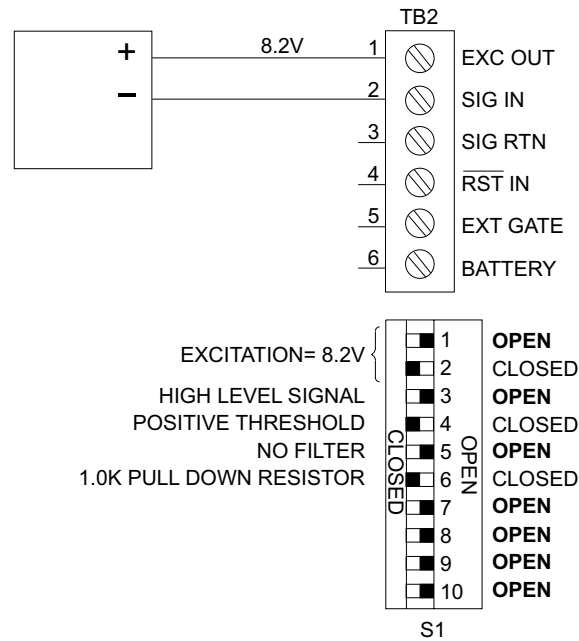 TB2
+ 8.2V 1 EXC OUT
− 2 SIG IN
3 SIG RTN
4 RST IN
5 EXT GATE
6 BATTERY
EXCITATION= 8.2V
1 OPEN
2 CLOSED
HIGH LEVEL SIGNAL 3 OPEN
POSITIVE THRESHOLD 4 CLOSED
NO FILTER 5 OPEN
1.0K PULL DOWN RESISTOR 6 CLOSED
7 OPEN
8 OPEN
9 OPEN
10 OPEN
CLOSED
OPEN
S1